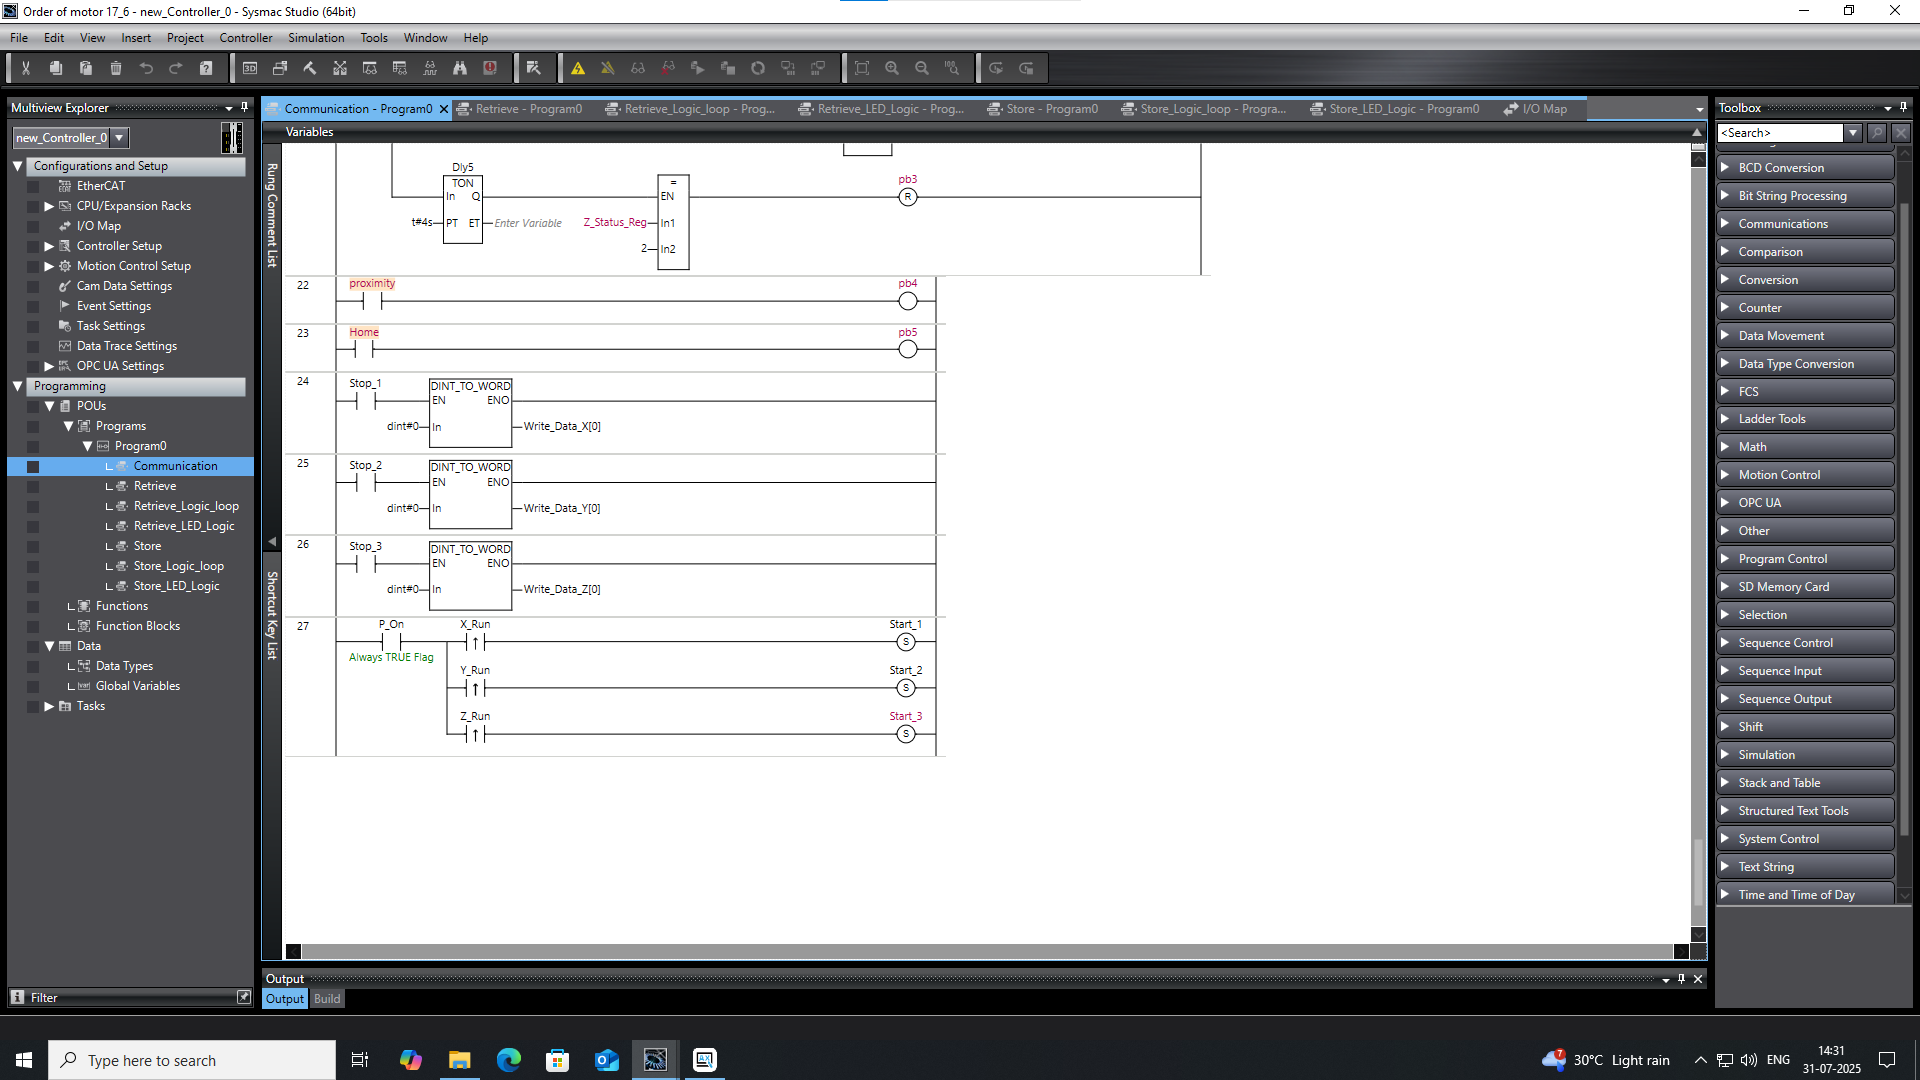 Order of motor 17_6 - new_Controller_0 - Sysmac Studio (64bit)
File Edit View Insert Project Controller Simulation Tools Window Help
Multiview Explorer
new_Controller_0
Configurations and Setup
EtherCAT
CPU/Expansion Racks
I/O Map
Controller Setup
Motion Control Setup
Cam Data Settings
Event Settings
Task Settings
Data Trace Settings
OPC UA Settings
Programming
POUs
Programs
Program0
Communication
Retrieve
Retrieve_Logic_loop
Retrieve_LED_Logic
Store
Store_Logic_loop
Store_LED_Logic
Functions
Function Blocks
Data
Data Types
Global Variables
Tasks
Filter
Communication - Program0 Retrieve - Program0 Retrieve_Logic_loop - Prog... Retrieve_LED_Logic - Prog... Store - Program0 Store_Logic_loop - Progra... Store_LED_Logic - Program0 I/O Map
Variables
Rung Comment List
Shortcut Key List
Dly5
TON = pb3
In Q EN R
t#4s PT ET Enter Variable Z_Status_Reg In1
2 In2
22 proximity pb4
23 Home pb5
24 Stop_1 DINT_TO_WORD
EN ENO
dint#0 In Write_Data_X[0]
25 Stop_2 DINT_TO_WORD
EN ENO
dint#0 In Write_Data_Y[0]
26 Stop_3 DINT_TO_WORD
EN ENO
dint#0 In Write_Data_Z[0]
27 P_On X_Run Start_1
S
Always TRUE Flag
Y_Run Start_2
S
Z_Run Start_3
S
Output
Output Build
Toolbox
<Search>
BCD Conversion
Bit String Processing
Communications
Comparison
Conversion
Counter
Data Movement
Data Type Conversion
FCS
Ladder Tools
Math
Motion Control
OPC UA
Other
Program Control
SD Memory Card
Selection
Sequence Control
Sequence Input
Sequence Output
Shift
Simulation
Stack and Table
Structured Text Tools
System Control
Text String
Time and Time of Day
Type here to search
7 30°C Light rain ENG 14:31
31-07-2025